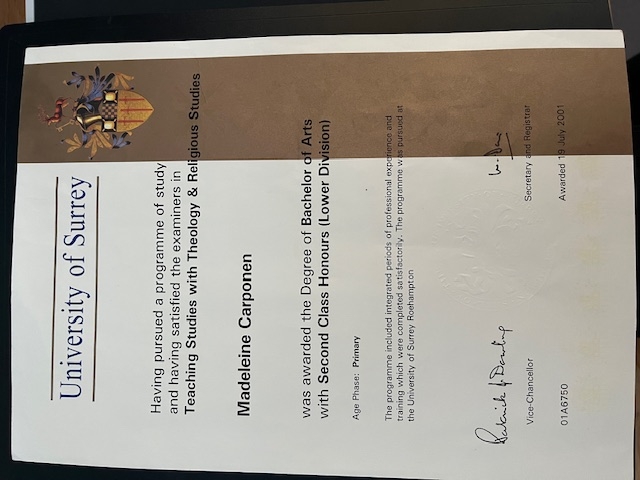 University of Surrey
Having pursued a programme of study
and having satisfied the examiners in
Teaching Studies with Theology & Religious Studies
Madeleine Carponen
was awarded the Degree of Bachelor of Arts
with Second Class Honours (Lower Division)
Age Phase: Primary
The programme included integrated periods of professional experience and
training which were completed satisfactorily. The programme was pursued at
the University of Surrey Roehampton
Vice-Chancellor
Secretary and Registrar
01A6750
Awarded July 2001